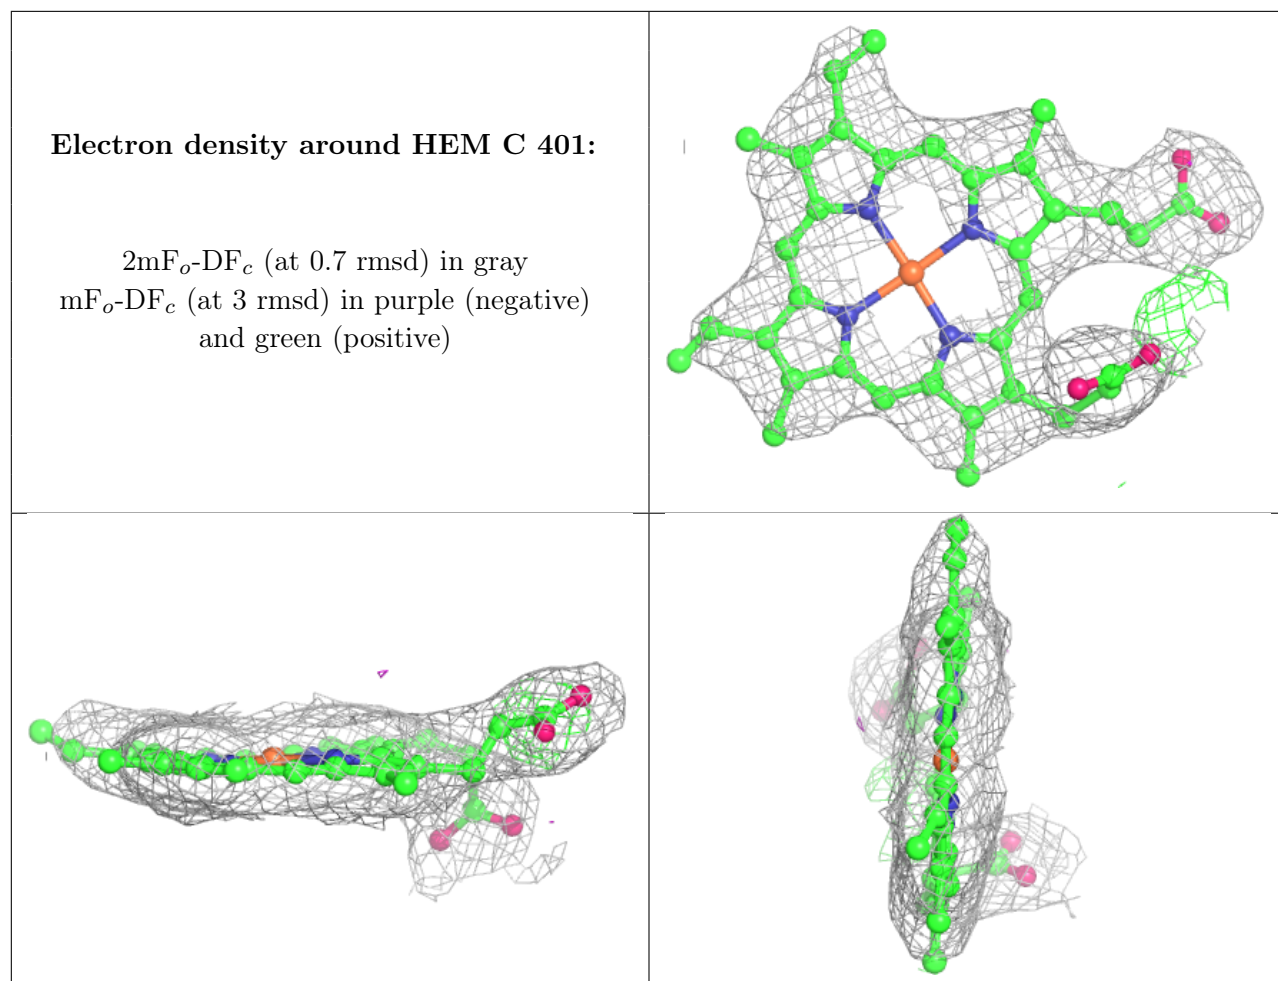 Electron density around HEM C 401:
2mFo-DFc (at 0.7 rmsd) in gray
mFo-DFc (at 3 rmsd) in purple (negative)
and green (positive)